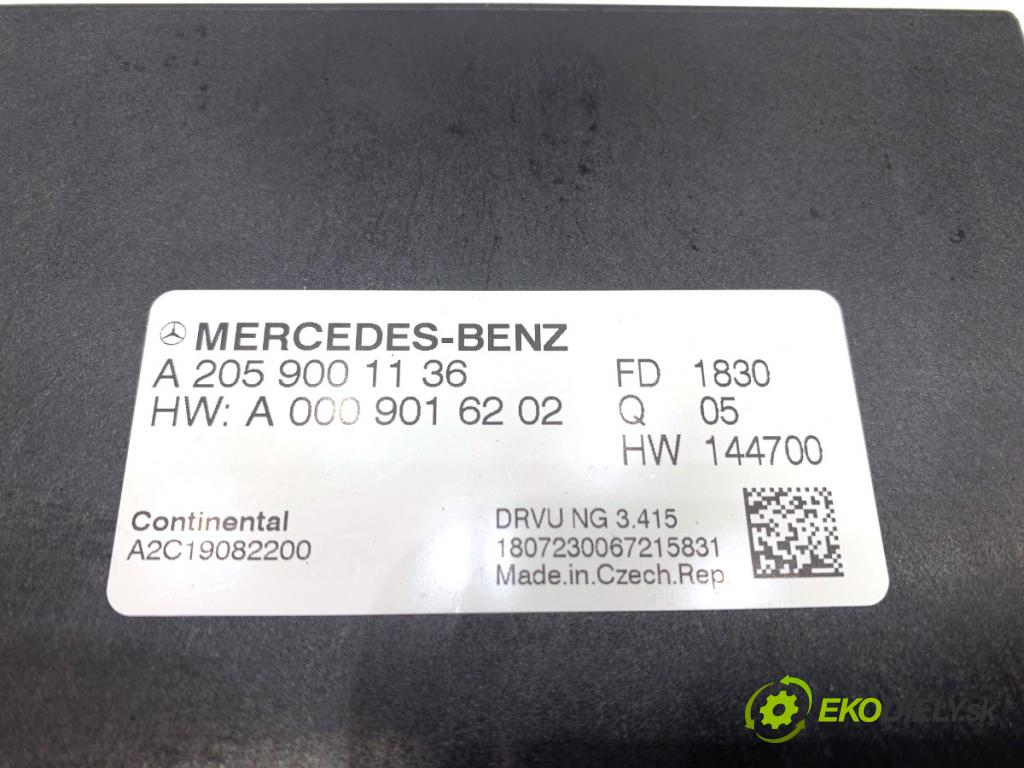 MERCEDES-BENZ
A 205 900 11 36
HW: A 000 901 62 02
FD 1830
Q 05
HW 144700
Continental
A2C19082200
DRVU NG 3.415
1807230067215831
Made.in.Czech.Rep.
EKODIELY.SK